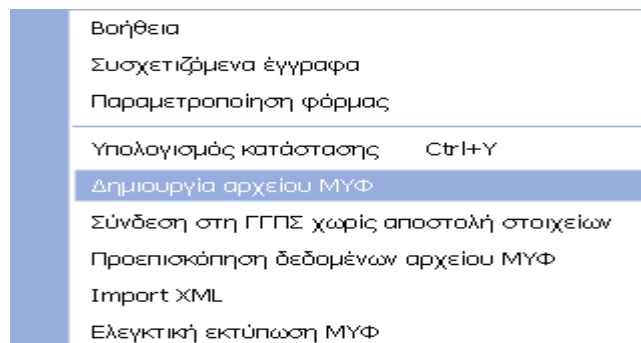 Βοήθεια
Συσχετιζόμενα έγγραφα
Παραμετροποίηση φόρμας
Υπολογισμός κατάστασης Ctrl+Y
Δημιουργία αρχείου ΜΥΦ
Σύνδεση στη ΓΓΠΣ χωρίς αποστολή στοιχείων
Προεπισκόπηση δεδομένων αρχείου ΜΥΦ
Import XML
Ελεγκτική εκτύπωση ΜΥΦ